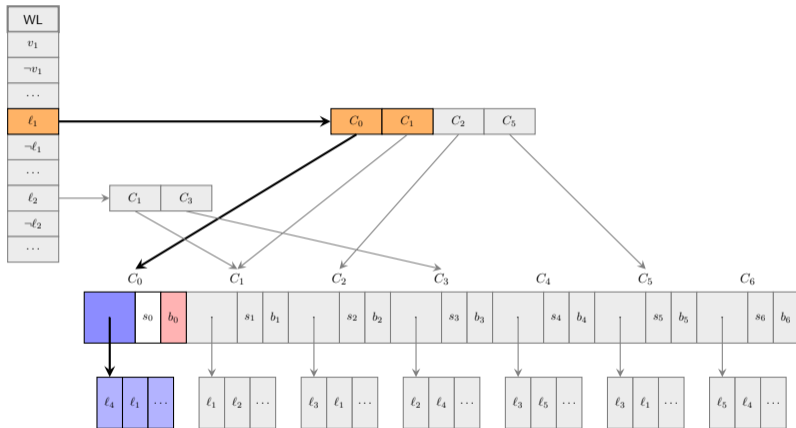 WL
v₁
¬v₁
...
ℓ₁
¬ℓ₁
...
ℓ₂
¬ℓ₂
...
C₀ C₁ C₂ C₅
C₁ C₃
C₀ C₁ C₂ C₃ C₄ C₅ C₆
s₀ b₀ s₁ b₁ s₂ b₂ s₃ b₃ s₄ b₄ s₅ b₅ s₆ b₆
ℓ₄ ℓ₁ ... ℓ₁ ℓ₂ ... ℓ₃ ℓ₁ ... ℓ₂ ℓ₄ ... ℓ₃ ℓ₅ ... ℓ₃ ℓ₁ ... ℓ₅ ℓ₄ ...